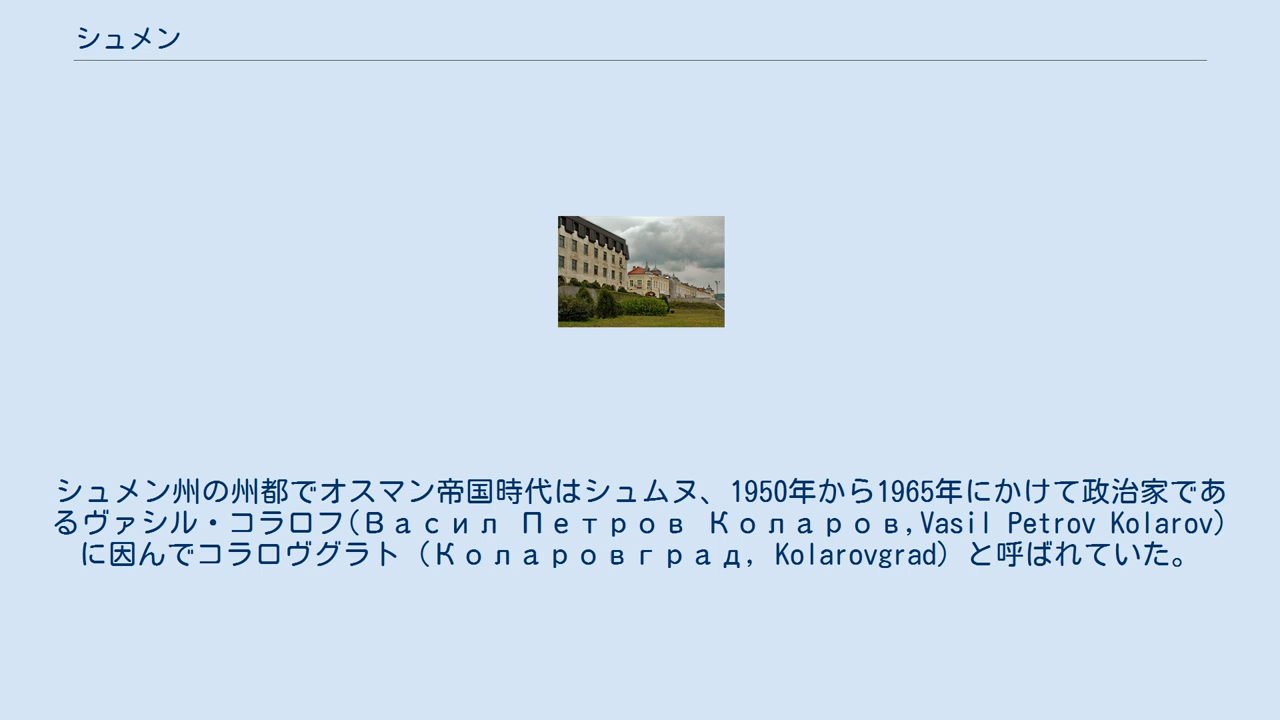 シュメン
シュメン州の州都でオスマン帝国時代はシュムヌ、1950年から1965年にかけて政治家であ
るヴァシル・コラロフ(Васил Петров Коларов,Vasil Petrov Kolarov)
に因んでコラロヴグラト（Коларовград, Kolarovgrad）と呼ばれていた。